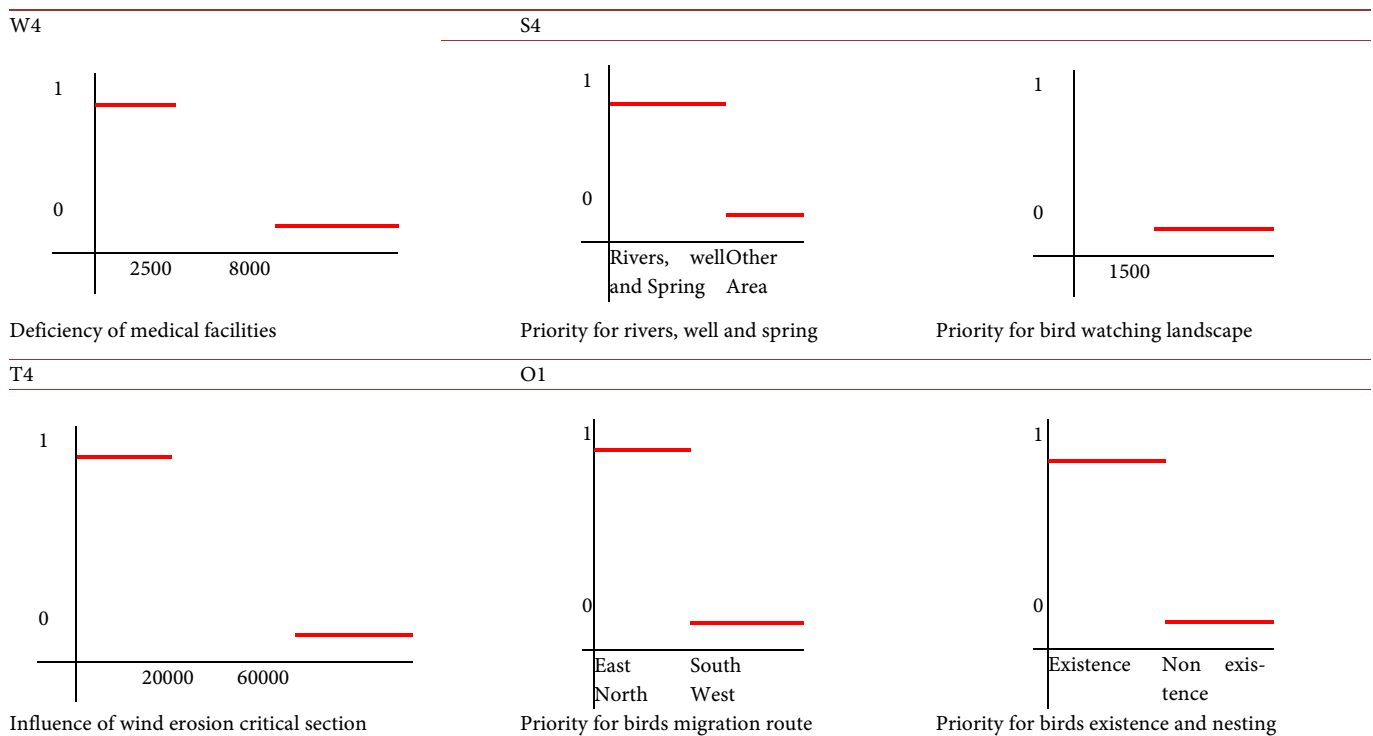 W4
S4
1
0
2500 8000
Deficiency of medical facilities
1
0
Rivers, well Other
and Spring Area
Priority for rivers, well and spring
1
0
1500
Priority for bird watching landscape
T4
O1
1
0
20000 60000
Influence of wind erosion critical section
1
0
East South
North West
Priority for birds migration route
1
0
Existence Non exis-
tence
Priority for birds existence and nesting